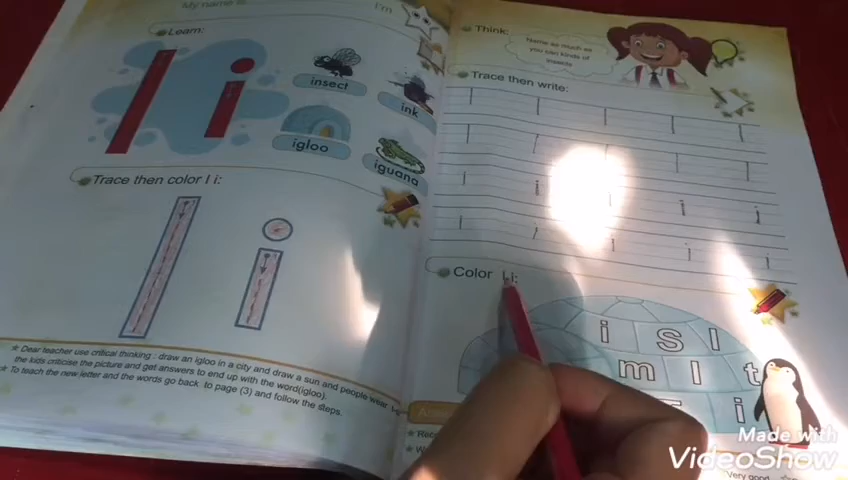 My name is
I'm
Learn:
I i
insect
ink
igloo
iguana
Trace then color I i:
I i
* Dear teacher use critical thinking : draw an igloo in a city and draw a sun and people wear
the kids criticise the picture and get answers to end up with the word(igloo).
To teach the new letter and the words go back to page (3) and follow the steps.
Think:
Name as much as
you can kinds of
insects
Trace then write:
I I I I I
I I I I I
i i i i i
i i i i i
Color I i:
i S I
m I t
i
Very good
Made with
VideoShow